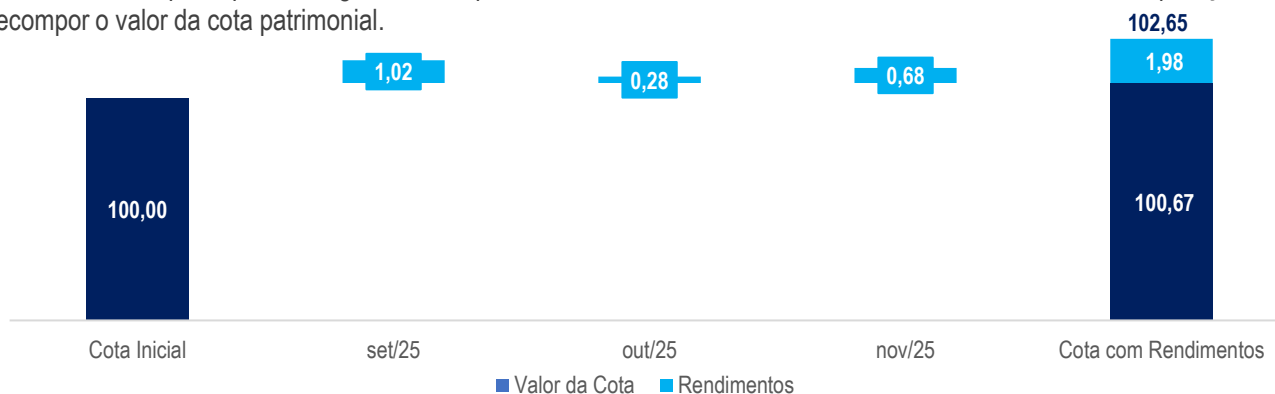 ecompor o valor da cota patrimonial.
102,65
1,02
0,28
0,68
1,98
100,00
100,67
Cota Inicial
set/25
out/25
nov/25
Cota com Rendimentos
Valor da Cota
Rendimentos